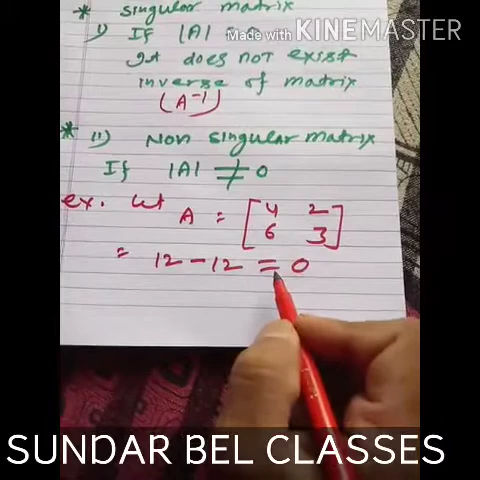 * Singular matrix
i) If |A| = 0
Made with KINEMASTER
It does not exist
inverse of matrix
(A⁻¹)
* ii) Non singular matrix
If |A| ≠ 0
ex. let A = [4 2
6 3]
= 12 - 12 = 0
SUNDAR BEL CLASSES